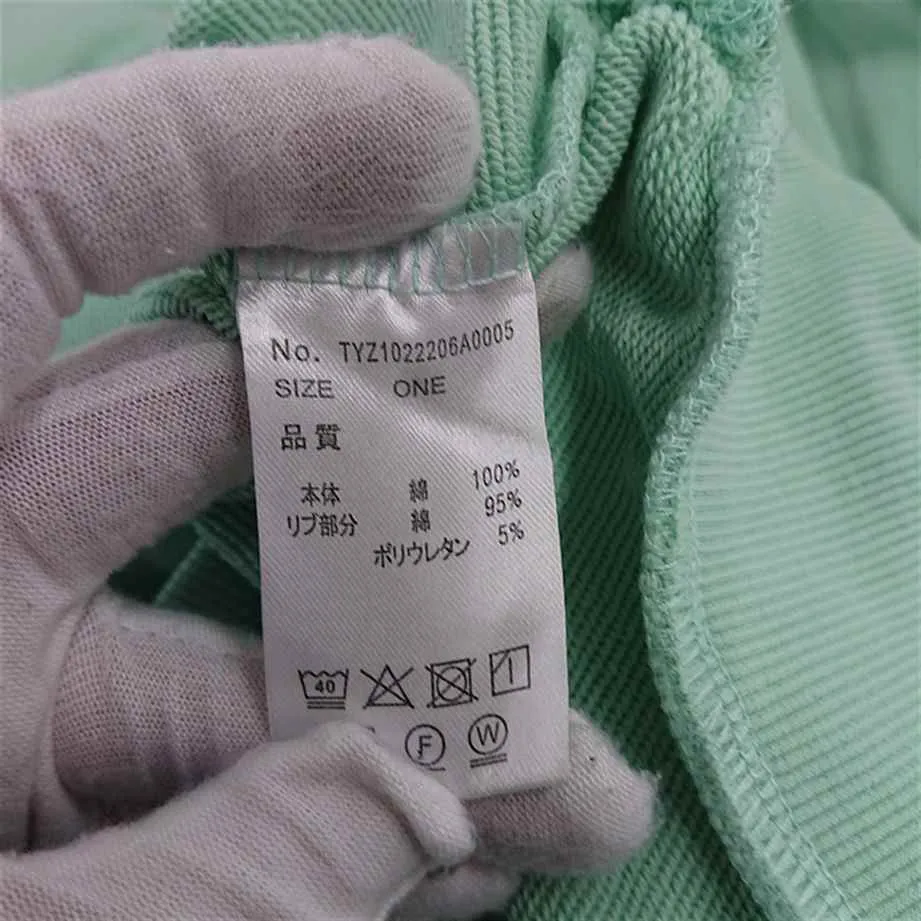 No. TYZ1022206A0005
SIZE ONE
品質
本体 綿 100%
リブ部分 綿 95%
ポリウレタン 5%
40
F W